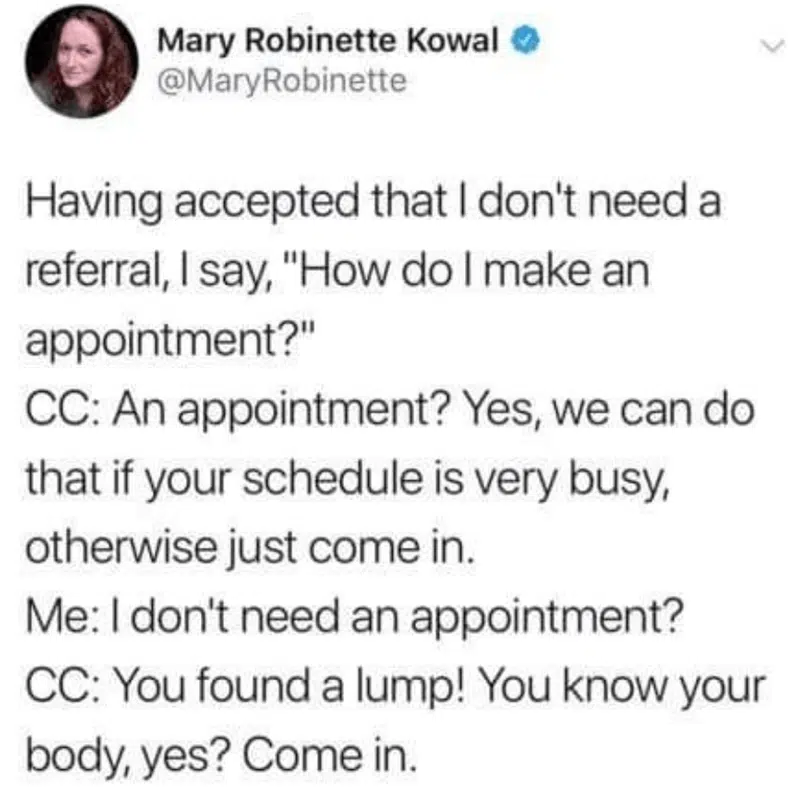 Mary Robinette Kowal
@MaryRobinette
Having accepted that I don't need a
referral, I say, "How do I make an
appointment?"
CC: An appointment? Yes, we can do
that if your schedule is very busy,
otherwise just come in.
Me: I don't need an appointment?
CC: You found a lump! You know your
body, yes? Come in.